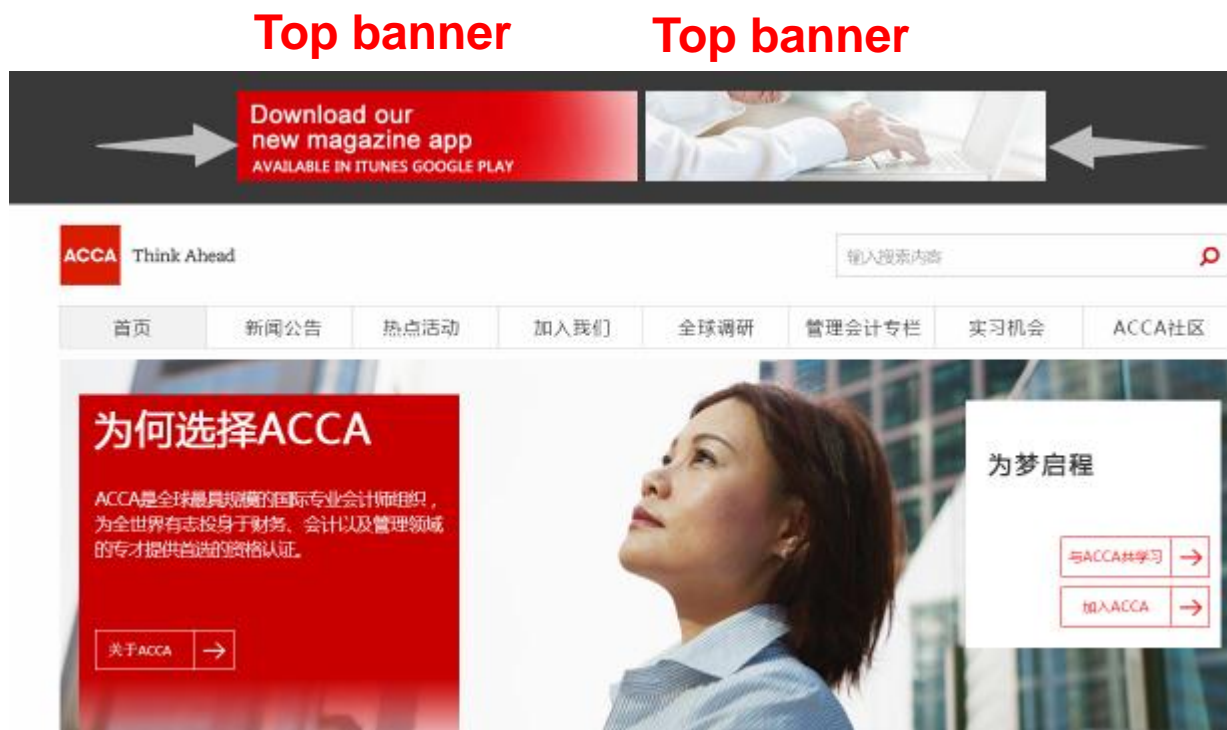 Top banner Top banner
Download our
new magazine app
AVAILABLE IN ITUNES GOOGLE PLAY
ACCA Think Ahead
输入搜索内容
首页 新闻公告 热点活动 加入我们 全球调研 管理会计专栏 实习机会 ACCA社区
为何选择ACCA
ACCA是全球最具规模的国际专业会计师组织，
为全世界有志投身于财务、会计以及管理领域
的专才提供首选的资格认证。
关于ACCA
为梦启程
与ACCA共学习
加入ACCA